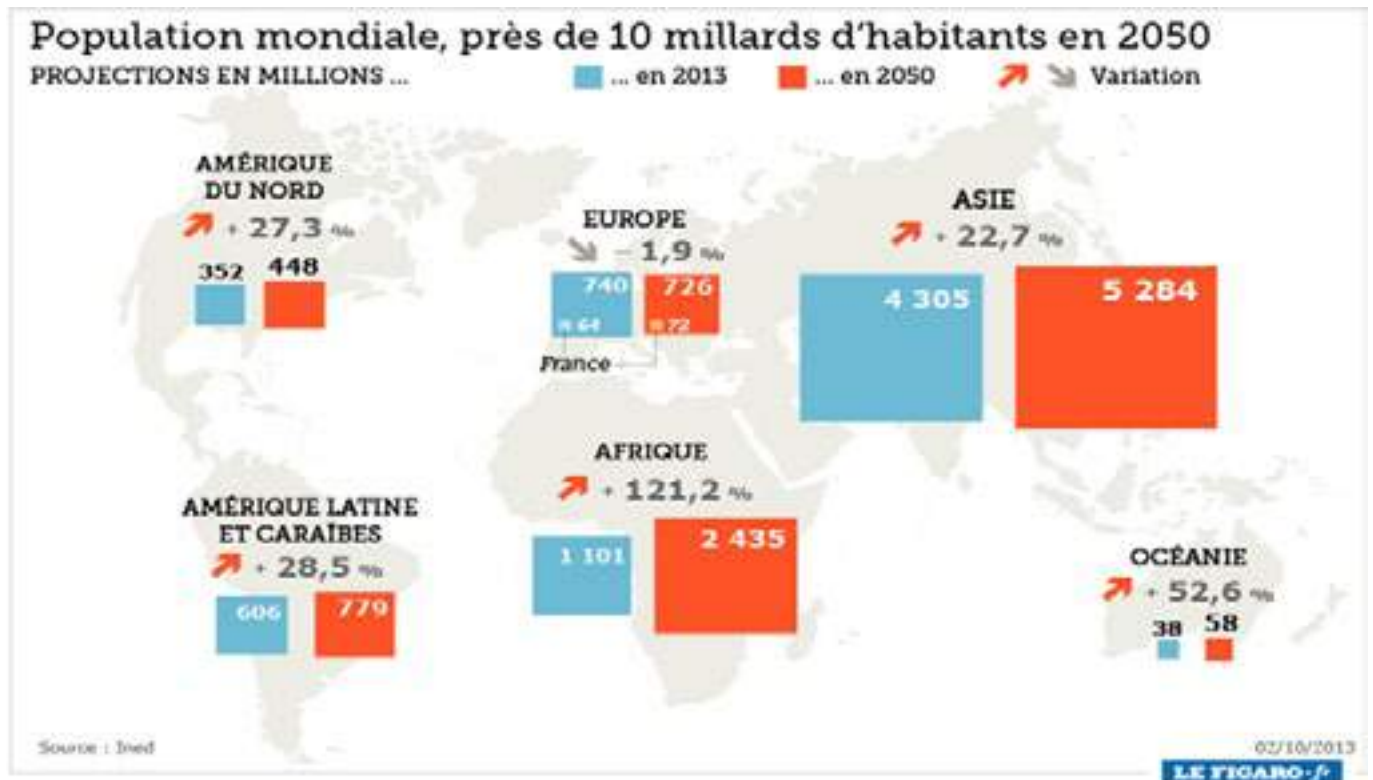 Population mondiale, près de 10 millards d'habitants en 2050
PROJECTIONS EN MILLIONS ...
... en 2013
... en 2050
Variation
AMÉRIQUE
DU NORD
+ 27,3 %
352
448
EUROPE
– 1,9 %
740
726
64
72
France
ASIE
+ 22,7 %
4 305
5 284
AFRIQUE
+ 121,2 %
1 101
2 435
AMÉRIQUE LATINE
ET CARAÏBES
+ 28,5 %
606
779
OCÉANIE
+ 52,6 %
38
58
Source : Ined
02/10/2013
LE FIGARO·fr